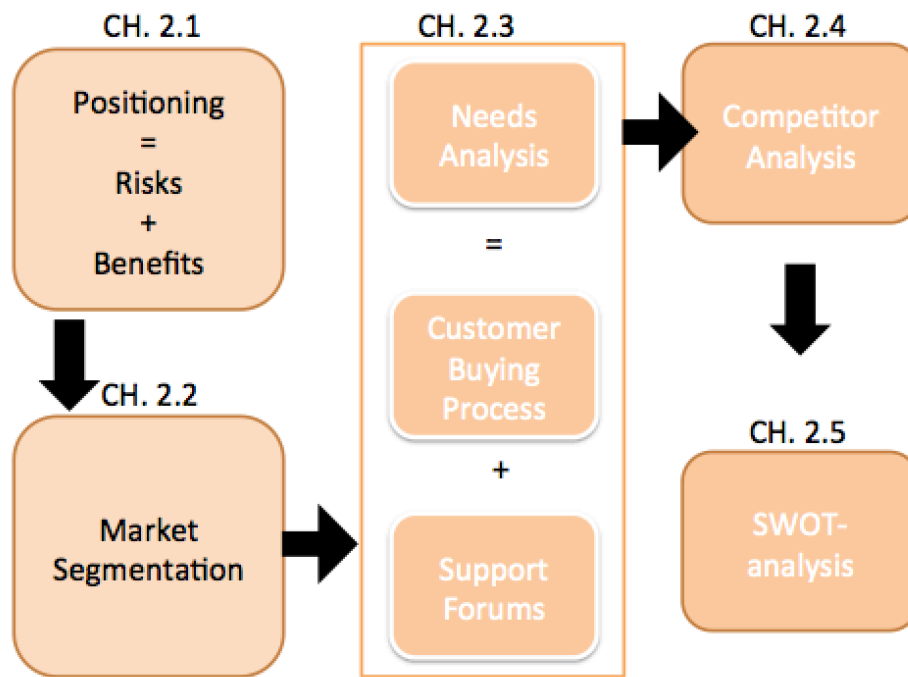 CH. 2.1
Positioning
=
Risks
+
Benefits
CH. 2.2
Market
Segmentation
CH. 2.3
Needs
Analysis
=
Customer
Buying
Process
+
Support
Forums
CH. 2.4
Competitor
Analysis
CH. 2.5
SWOT-
analysis